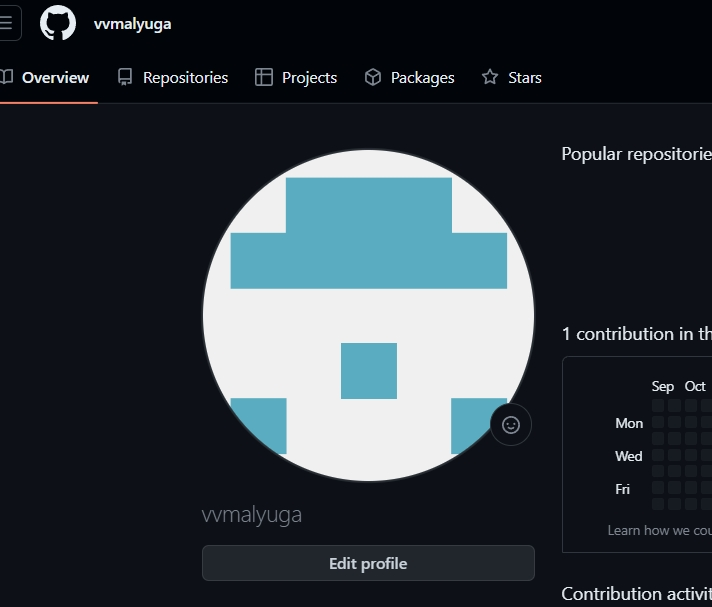 vvmalyuga
Overview Repositories Projects Packages Stars
Popular repositorie
1 contribution in th
Sep Oct
Mon
Wed
Fri
Learn how we cou
vvmalyuga
Edit profile
Contribution activit